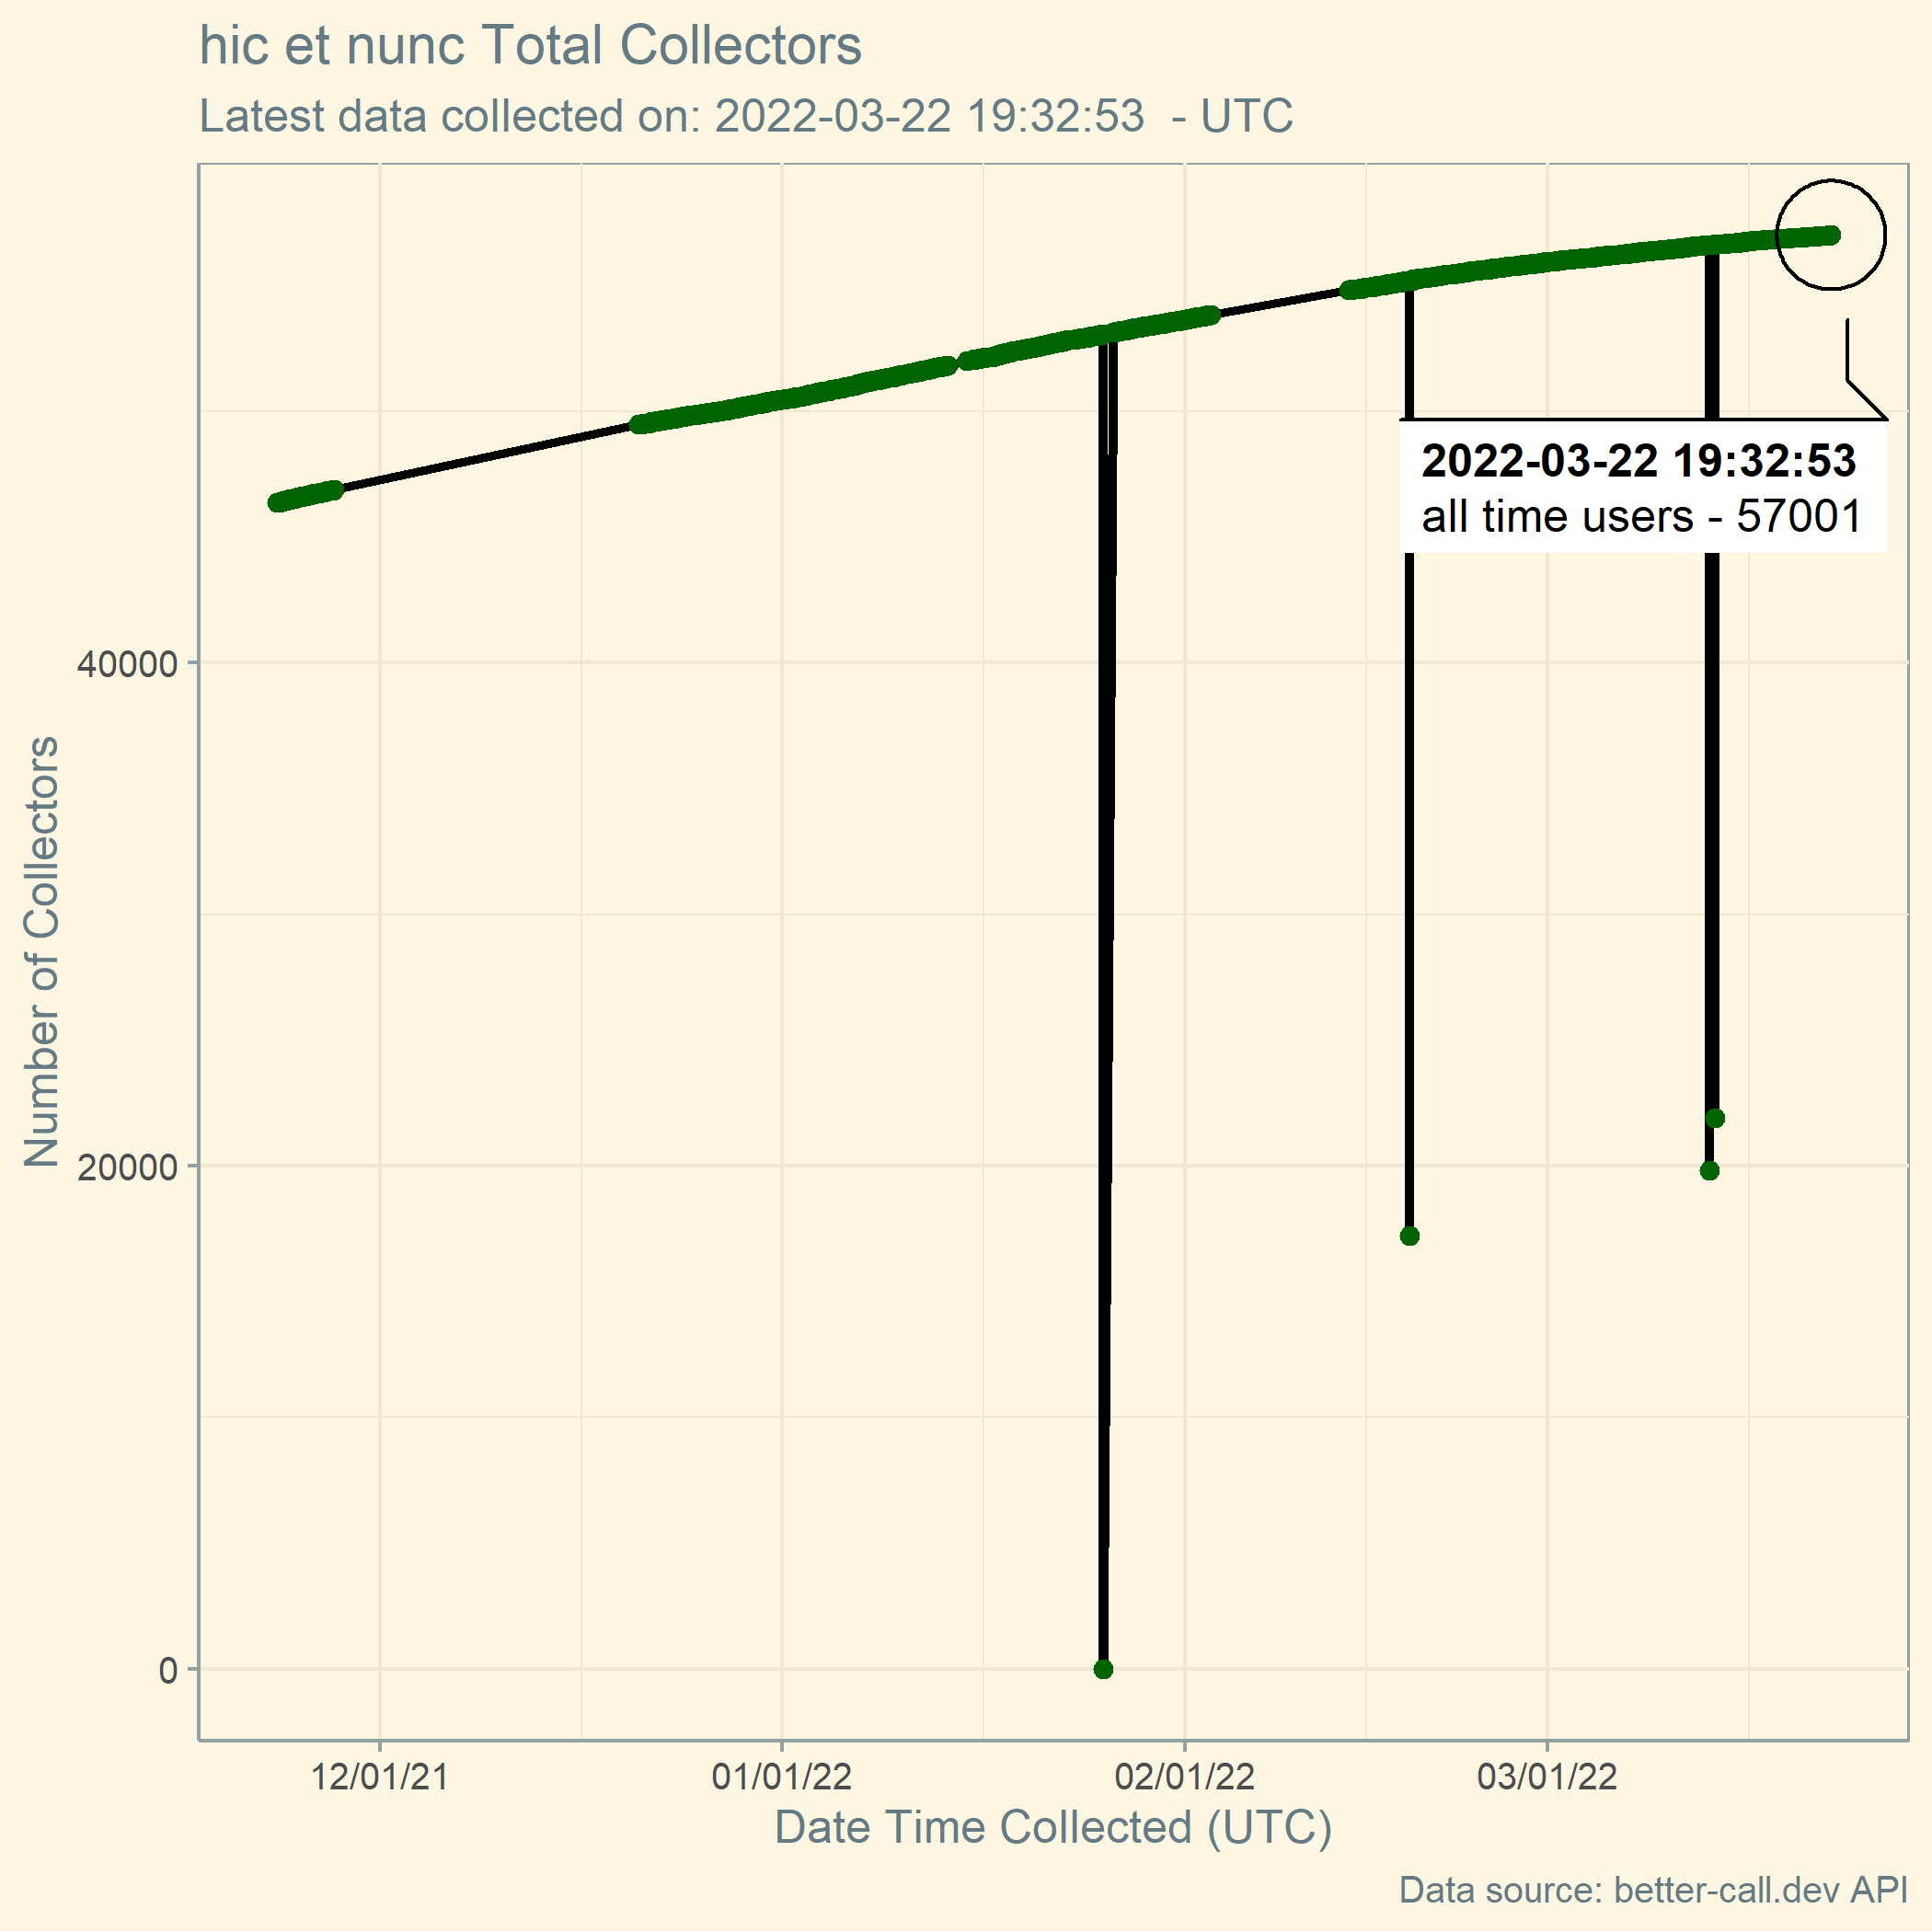 hic et nunc Total Collectors
Latest data collected on: 2022-03-22 19:32:53  - UTC
Number of Collectors
40000
20000
0
2022-03-22 19:32:53
all time users - 57001
12/01/21
01/01/22
02/01/22
03/01/22
Date Time Collected (UTC)
Data source: better-call.dev API